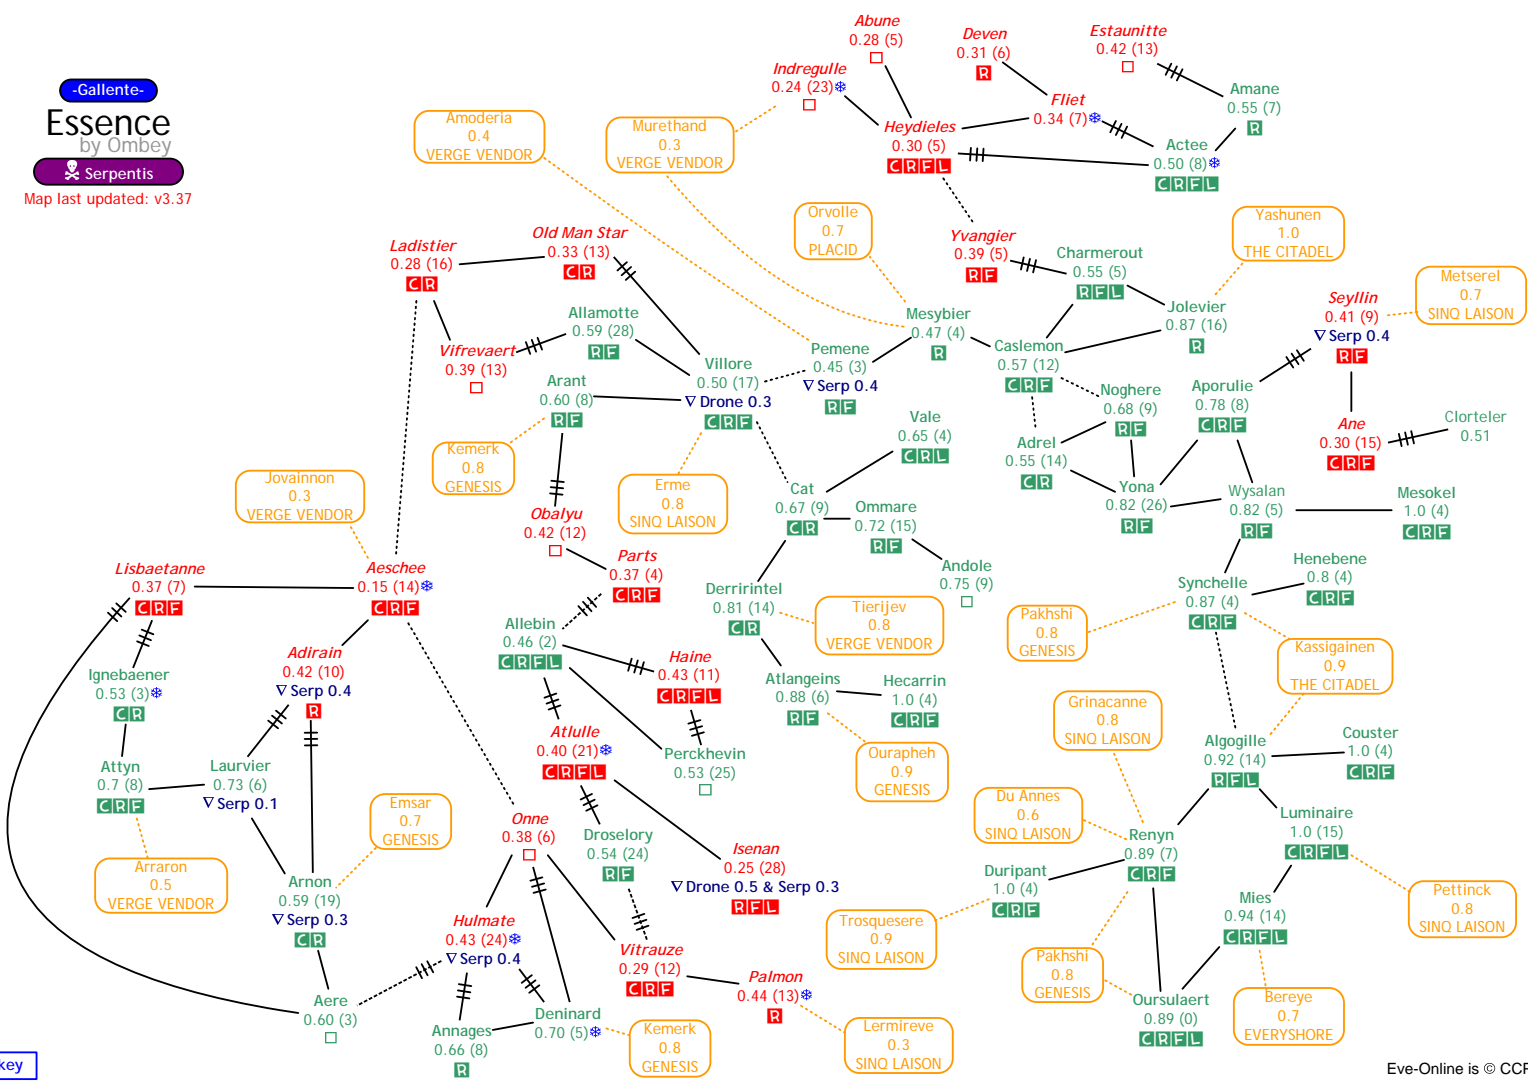 -Gallente-
Essence
by Ombey
Serpentis
Map last updated: v3.37
Abune
0.28 (5)
Deven
0.31 (6)
R
Estaunitte
0.42 (13)
Indregulle
0.24 (23)❄
Fliet
0.34 (7)❄
Amane
0.55 (7)
R
Amoderia
0.4
VERGE VENDOR
Murethand
0.3
VERGE VENDOR
Heydieles
0.30 (5)
C R F L
Actee
0.50 (8)❄
C R F L
Orvolle
0.7
PLACID
Yashunen
1.0
THE CITADEL
Ladistier
0.28 (16)
C R
Old Man Star
0.33 (13)
C R
Yvangier
0.39 (5)
R F
Charmerout
0.55 (5)
R F L
Metserel
0.7
SINQ LAISON
Allamotte
0.59 (28)
R F
Mesybier
0.47 (4)
R
Jolevier
0.87 (16)
R
Seyllin
0.41 (9)
∇ Serp 0.4
R F
Vifrevaert
0.39 (13)
Villore
0.50 (17)
∇ Drone 0.3
C R F
Pemene
0.45 (3)
∇ Serp 0.4
R F
Caslemon
0.57 (12)
C R F
Arant
0.60 (8)
R F
Noghere
0.68 (9)
R F
Aporulie
0.78 (8)
C R F
Ane
0.30 (15)
C R F
Clorteler
0.51
Kemerk
0.8
GENESIS
Vale
0.65 (4)
C R L
Adrel
0.55 (14)
C R
Jovainnon
0.3
VERGE VENDOR
Erme
0.8
SINQ LAISON
Cat
0.67 (9)
C R
Ommare
0.72 (15)
R F
Yona
0.82 (26)
R F
Wysalan
0.82 (5)
R F
Mesokel
1.0 (4)
C R F
Obalyu
0.42 (12)
Parts
0.37 (4)
C R F
Andole
0.75 (9)
Henebene
0.8 (4)
C R F
Lisbaetanne
0.37 (7)
C R F
Aeschee
0.15 (14)❄
C R F
Derririntel
0.81 (14)
C R
Tierijev
0.8
VERGE VENDOR
Pakhshi
0.8
GENESIS
Synchelle
0.87 (4)
C R F
Allebin
0.46 (2)
C R F L
Kassigainen
0.9
THE CITADEL
Ignebaener
0.53 (3)❄
C R
Adirain
0.42 (10)
∇ Serp 0.4
R
Haine
0.43 (11)
C R F L
Atlangeins
0.88 (6)
R F
Hecarrin
1.0 (4)
C R F
Grinacanne
0.8
SINQ LAISON
Atlulle
0.40 (21)❄
C R F L
Perckhevin
0.53 (25)
Ourapheh
0.9
GENESIS
Algogille
0.92 (14)
R F L
Couster
1.0 (4)
C R F
Attyn
0.7 (8)
C R F
Laurvier
0.73 (6)
∇ Serp 0.1
Emsar
0.7
GENESIS
Du Annes
0.6
SINQ LAISON
Onne
0.38 (6)
Droselory
0.54 (24)
R F
Isenan
0.25 (28)
∇ Drone 0.5 & Serp 0.3
R F L
Renyn
0.89 (7)
C R F
Luminaire
1.0 (15)
C R F L
Arraron
0.5
VERGE VENDOR
Arnon
0.59 (19)
∇ Serp 0.3
C R
Duripant
1.0 (4)
C R F
Pettinck
0.8
SINQ LAISON
Trosquesere
0.9
SINQ LAISON
Mies
0.94 (14)
C R F L
Hulmate
0.43 (24)❄
∇ Serp 0.4
Vitrauze
0.29 (12)
C R F
Palmon
0.44 (13)❄
R
Pakhshi
0.8
GENESIS
Aere
0.60 (3)
Annages
0.66 (8)
R
Deninard
0.70 (5)❄
Kemerk
0.8
GENESIS
Lermireve
0.3
SINQ LAISON
Oursulaert
0.89 (0)
C R F L
Bereye
0.7
EVERYSHORE
key
Eve-Online is © CCP